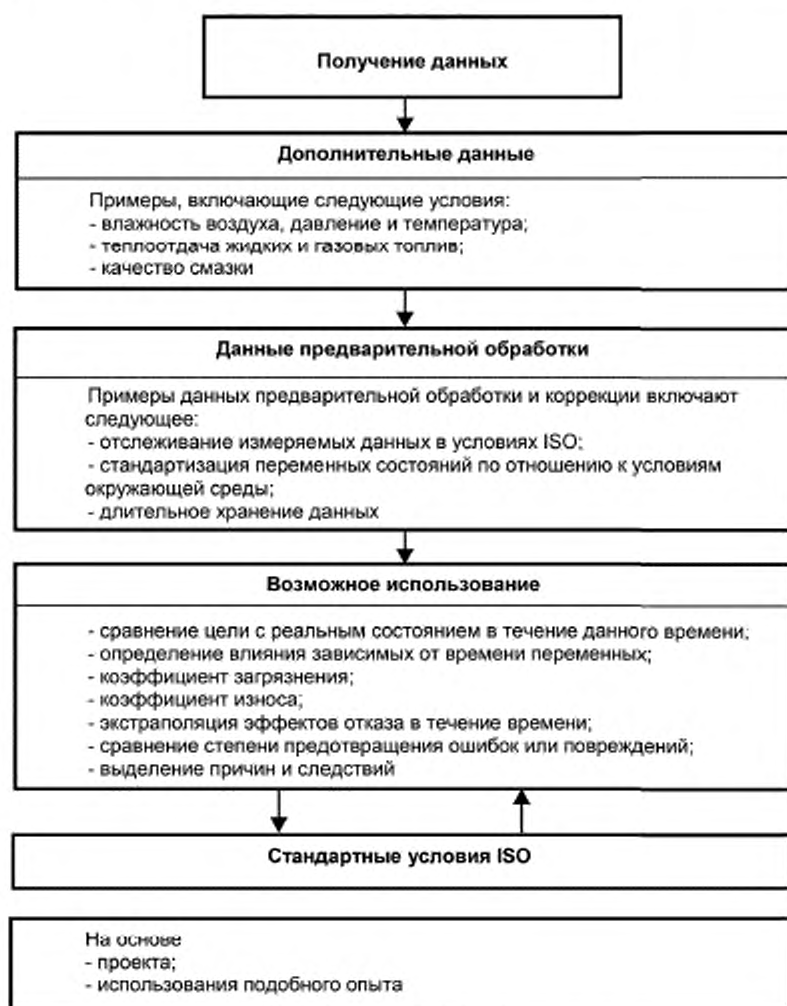 Получение данных
Дополнительные данные
Примеры, включающие следующие условия:
- влажность воздуха, давление и температура;
- теплоотдача жидких и газовых топлив;
- качество смазки
Данные предварительной обработки
Примеры данных предварительной обработки и коррекции включают
следующее:
- отслеживание измеряемых данных в условиях ISO;
- стандартизация переменных состояний по отношению к условиям
окружающей среды;
- длительное хранение данных
Возможное использование
- сравнение цели с реальным состоянием в течение данного времени;
- определение влияния зависимых от времени переменных;
- коэффициент загрязнения;
- коэффициент износа;
- экстраполяция эффектов отказа в течение времени;
- сравнение степени предотвращения ошибок или повреждений;
- выделение причин и следствий
Стандартные условия ISO
На основе
- проекта;
- использования подобного опыта